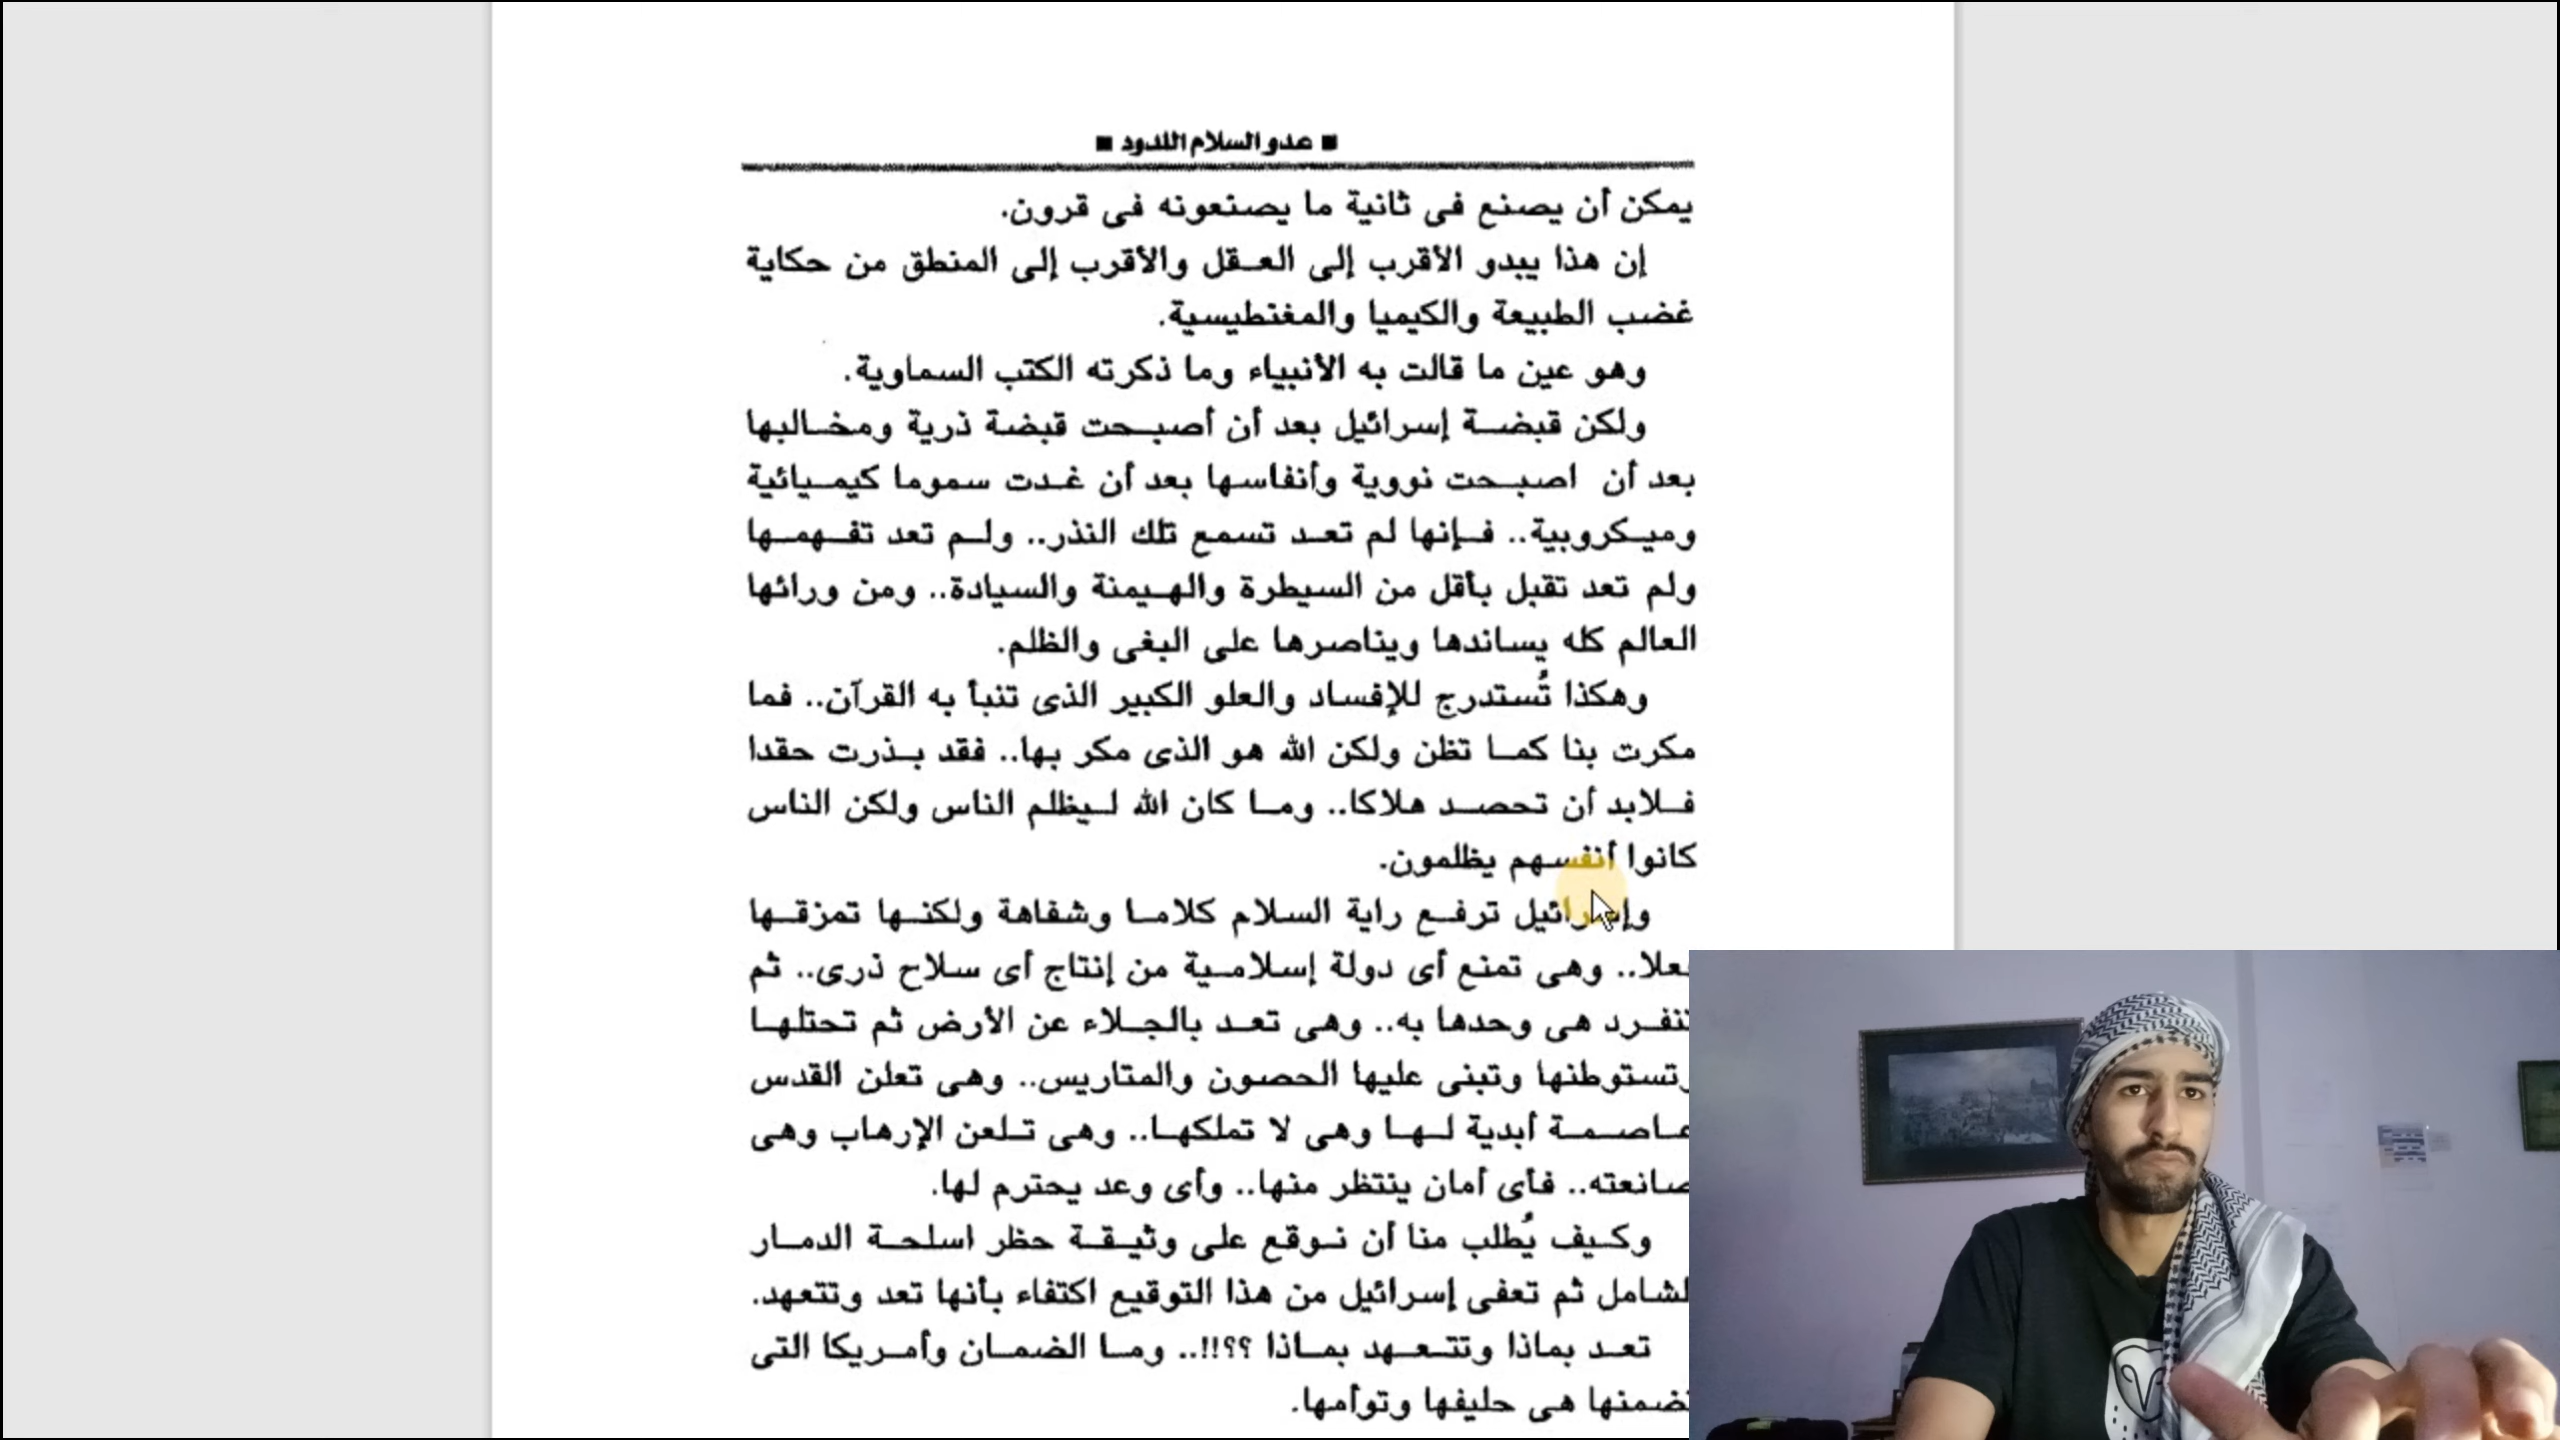 ■ عدو السلام اللدود ■
يمكن أن يصنع فى ثانية ما يصنعونه فى قرون.
إن هذا يبدو الأقرب إلى العقل والأقرب إلى المنطق من حكاية
غضب الطبيعة والكيميا والمغنطيسية.
وهو عين ما قالت به الأنبياء وما ذكرته الكتب السماوية.
ولكن قبضة إسرائيل بعد أن أصبحت قبضة ذرية ومخالبها
بعد أن اصبحت نووية وأنفاسها بعد أن غدت سموما كيميائية
وميكروبية.. فإنها لم تعد تسمع تلك النذر.. ولم تعد تفهمها
ولم تعد تقبل بأقل من السيطرة والهيمنة والسيادة.. ومن ورائها
العالم كله يساندها ويناصرها على البغى والظلم.
وهكذا تُستدرج للإفساد والعلو الكبير الذى تنبأ به القرآن.. فما
مكرت بنا كما تظن ولكن الله هو الذى مكر بها.. فقد بذرت حقدا
فلابد أن تحصد هلاكا.. وما كان الله ليظلم الناس ولكن الناس
كانوا أنفسهم يظلمون.
وإسرائيل ترفع راية السلام كلاما وشفاهة ولكنها تمزقها
فعلا.. وهى تمنع أى دولة إسلامية من إنتاج أى سلاح ذرى.. ثم
تنفرد هى وحدها به.. وهى تعد بالجلاء عن الأرض ثم تحتلها
وتستوطنها وتبنى عليها الحصون والمتاريس.. وهى تعلن القدس
عاصمة أبدية لها وهى لا تملكها.. وهى تلعن الإرهاب وهى
صانعته.. فأى أمان ينتظر منها.. وأى وعد يحترم لها.
وكيف يُطلب منا أن نوقع على وثيقة حظر اسلحة الدمار
الشامل ثم تعفى إسرائيل من هذا التوقيع اكتفاء بأنها تعد وتتعهد.
تعد بماذا وتتعهد بماذا ؟؟!!.. وما الضمان وأمريكا التى
تضمنها هى حليفها وتوأمها.